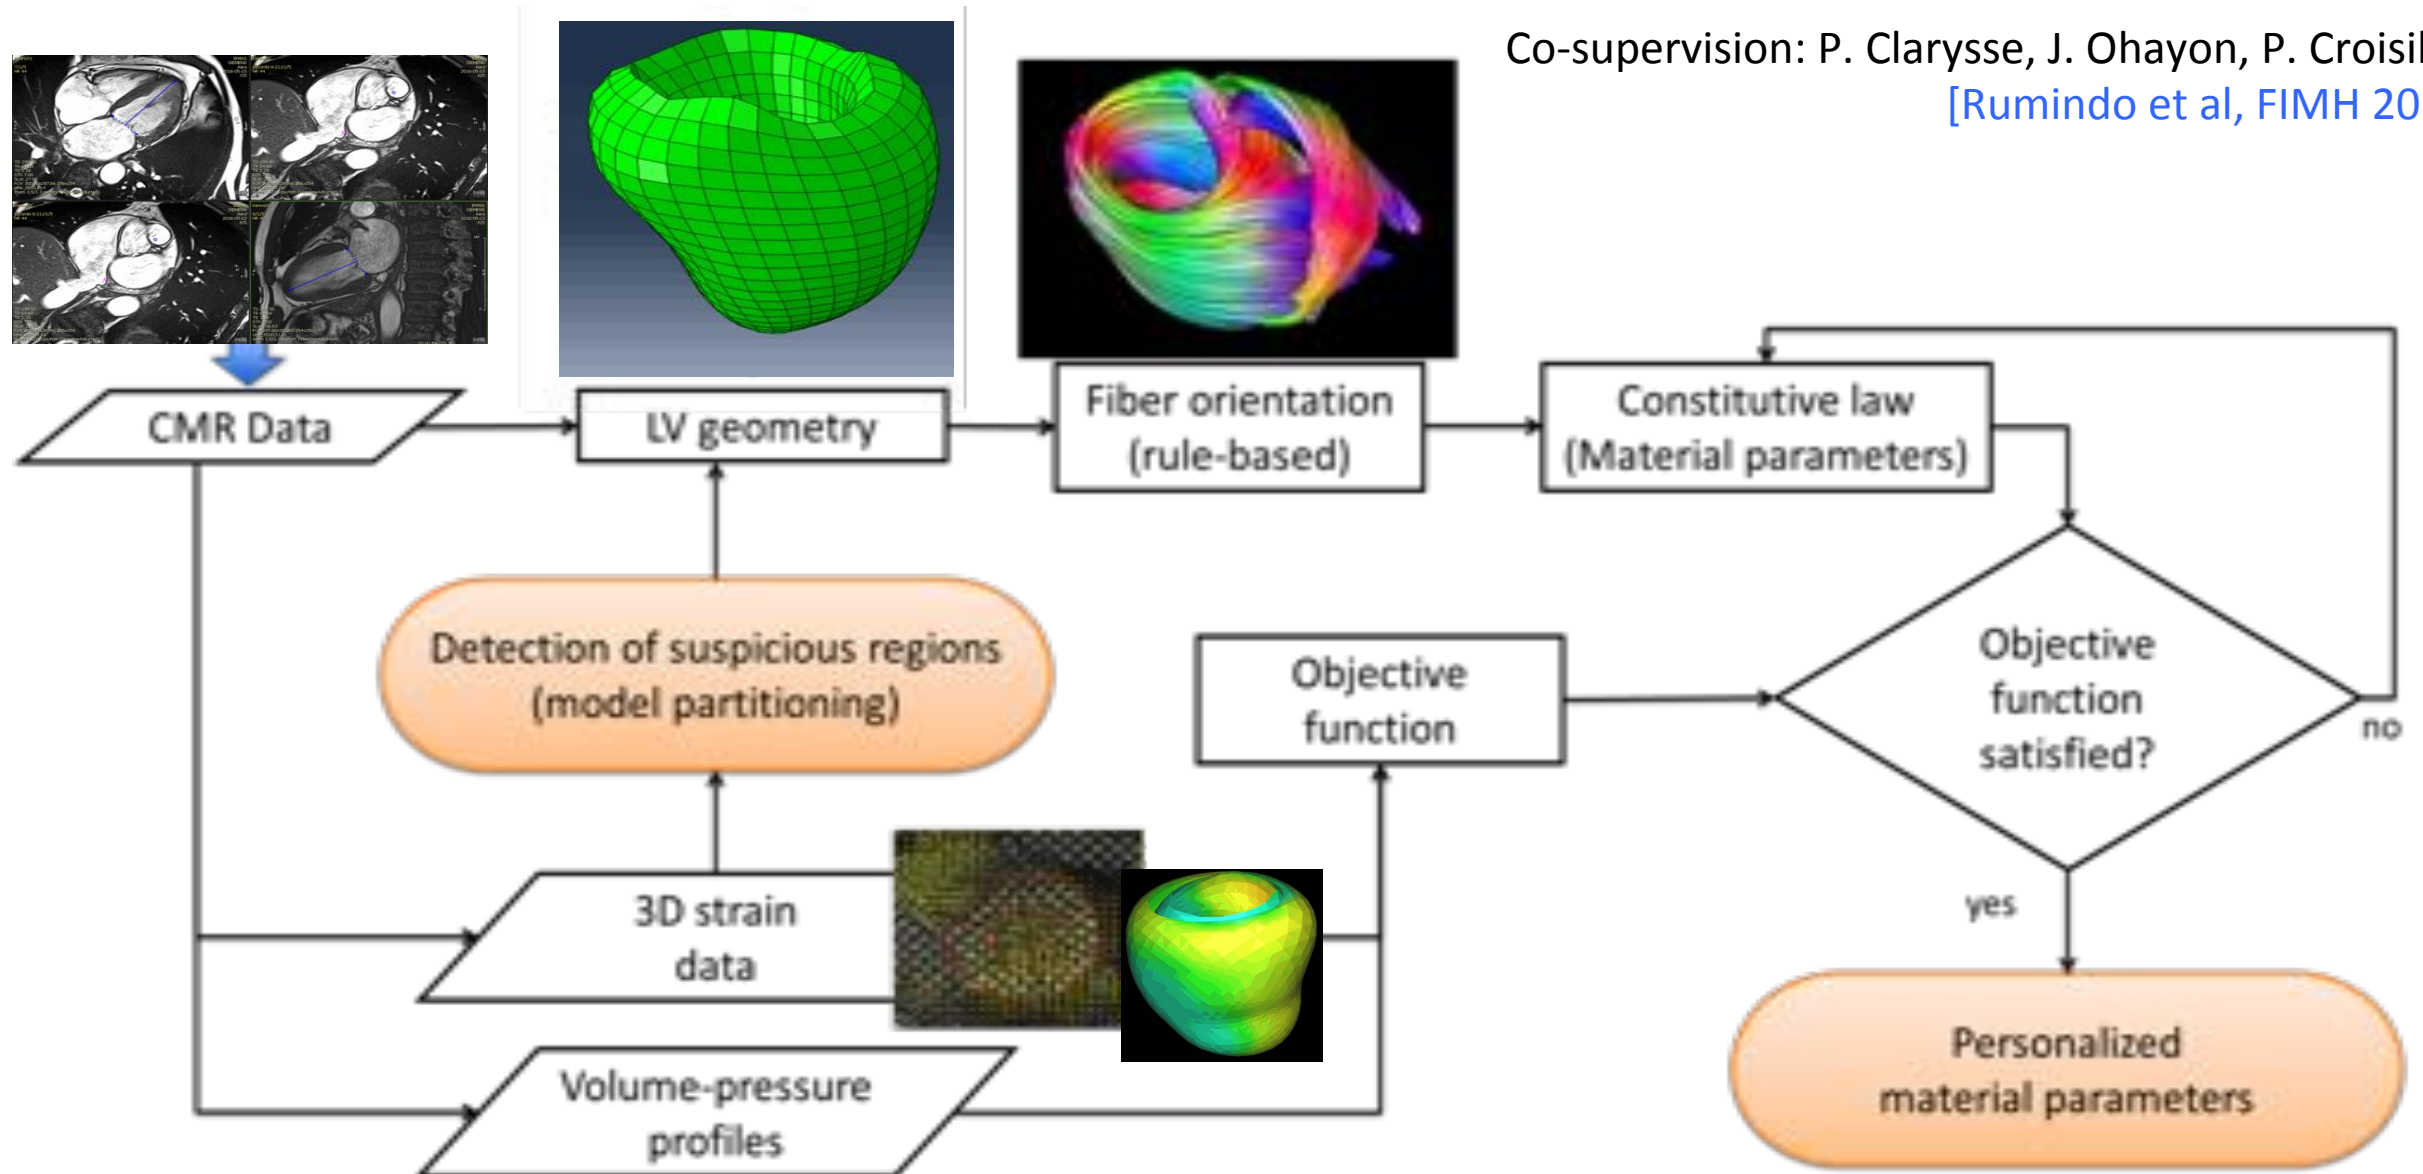 Co-supervision: P. Clarysse, J. Ohayon, P.
[Rumindo et al, FIMH
CMR Data
LV geometry
Fiber orientation
(rule-based)
Constitutive law
(Material parameters)
Detection of suspicious regions
(model partitioning)
Objective
function
Objective
function
satisfied?
no
3D strain
data
yes
Volume-pressure
profiles
Personalized
material parameters